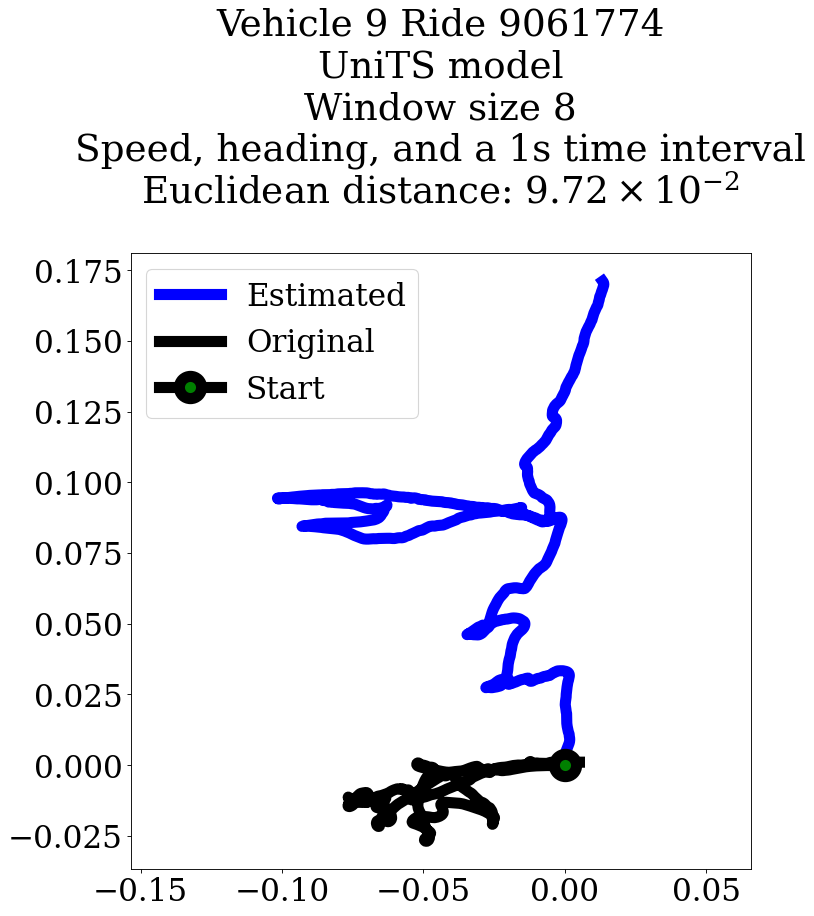 Vehicle 9 Ride 9061774
UniTS model
Window size 8
Speed, heading, and a 1s time interval
Euclidean distance: 9.72 × 10⁻²
Estimated
Original
Start
0.175
0.150
0.125
0.100
0.075
0.050
0.025
0.000
−0.025
−0.15 −0.10 −0.05 0.00 0.05